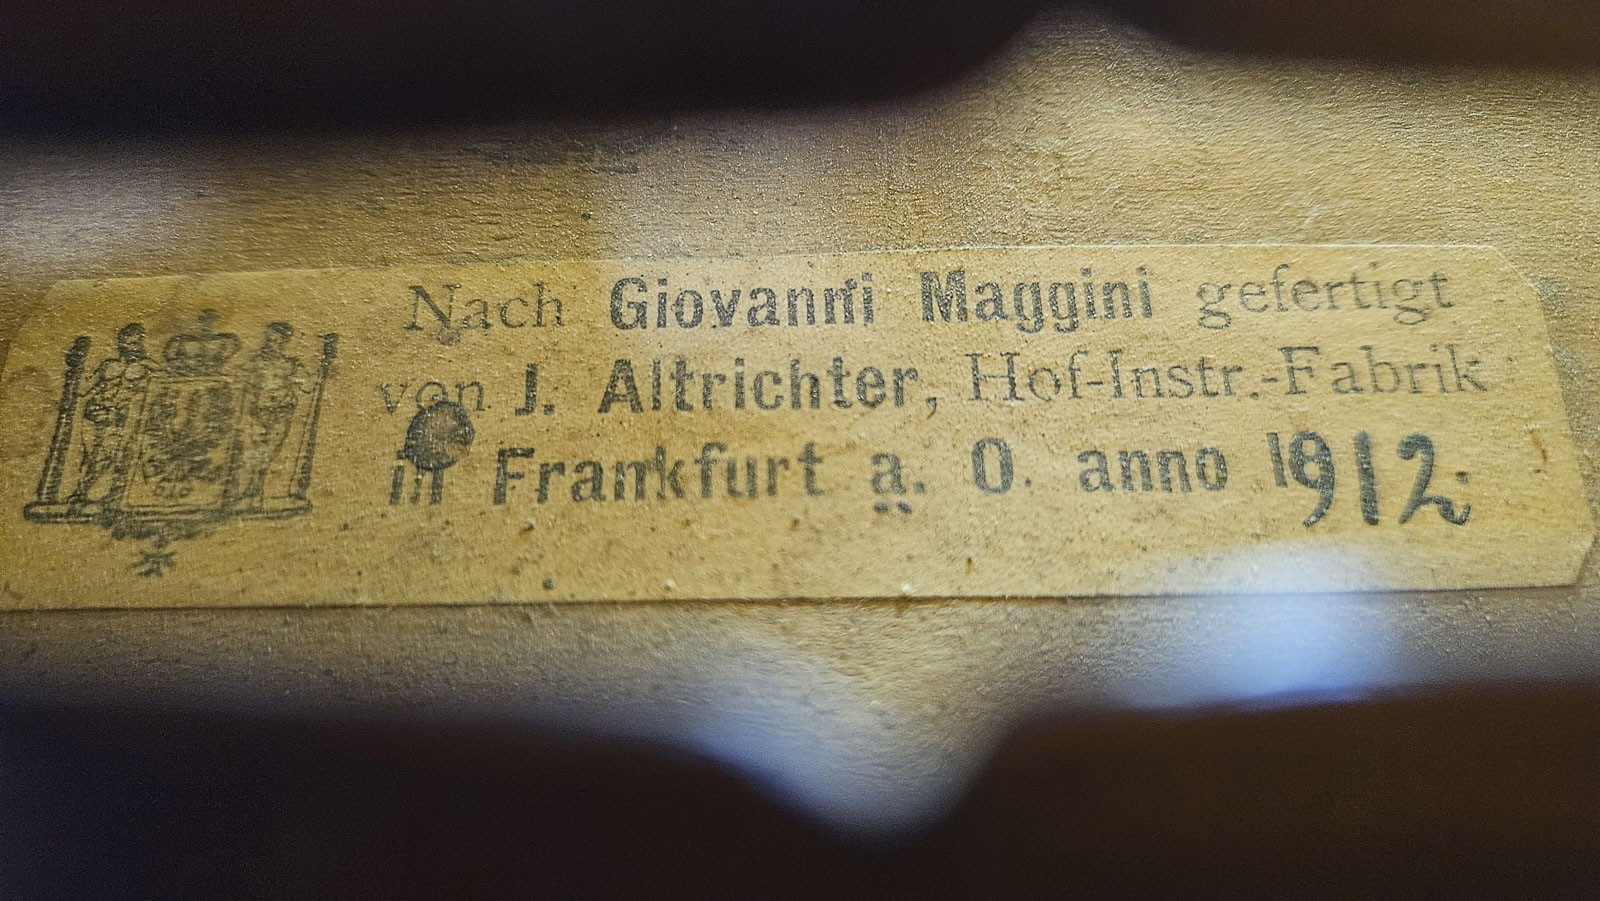 Nach Giovanni Maggini gefertigt
von J. Altrichter, Hof-Instr.-Fabrik
in Frankfurt a. O. anno 1912